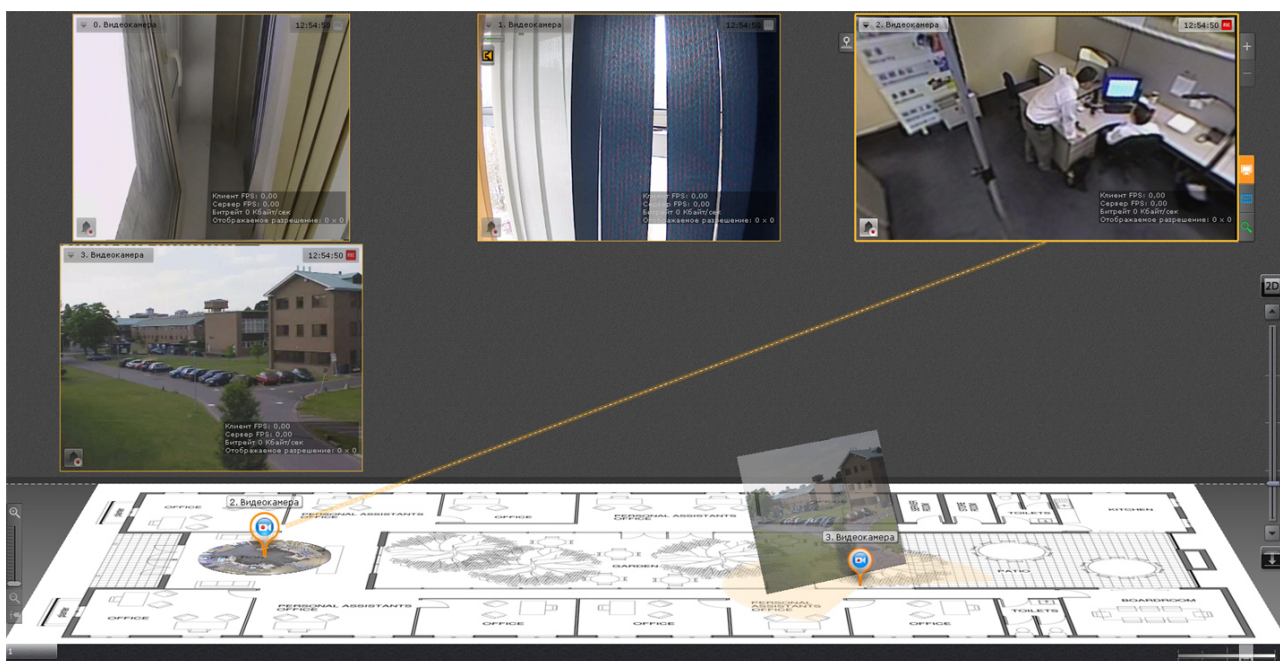 0. Видеокамера
12:54:50
Клиент FPS: 0,00
Сервер FPS: 0,00
Битрейт 0 Кбайт/сек
Отображаемое разрешение: 0 × 0
1. Видеокамера
12:54:50
Клиент FPS: 0,00
Сервер FPS: 0,00
Битрейт 0 Кбайт/сек
Отображаемое разрешение: 0 × 0
2. Видеокамера
12:54:50 REC
Клиент FPS: 0,00
Сервер FPS: 0,00
Битрейт 0 Кбайт/сек
Отображаемое разрешение: 0 × 0
3. Видеокамера
12:54:50 REC
Клиент FPS: 0,00
Сервер FPS: 0,00
Битрейт 0 Кбайт/сек
Отображаемое разрешение: 0 × 0
2D
2. Видеокамера
OFFICE
PERSONAL ASSISTANTS
OFFICE
OFFICE
PERSONAL ASSISTANTS
OFFICE
TOILETS
KITCHEN
3. Видеокамера
GARDEN
PATIO
OFFICE
PERSONAL ASSISTANTS
OFFICE
OFFICE
OFFICE
PERSONAL
ASSISTANTS
OFFICE
OFFICE
TOILETS
BOARDROOM
1